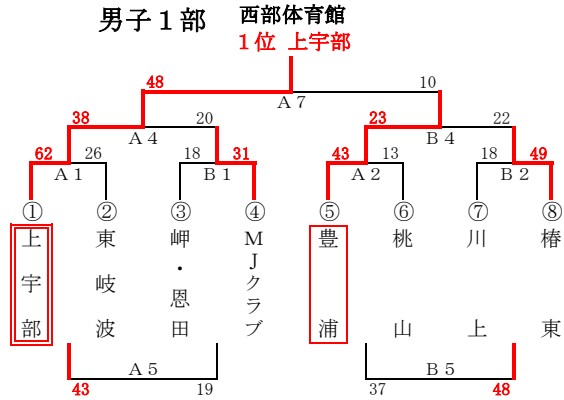 男子１部 西部体育館
１位 上宇部
48 10
Ａ７
38 20 23 22
Ａ４ Ｂ４
62 26 18 31 43 13 18 49
Ａ１ Ｂ１ Ａ２ Ｂ２
① ② ③ ④ ⑤ ⑥ ⑦ ⑧
上宇部
東岐波
岬・恩田
ＭＪクラブ
豊浦
桃山
川上
椿東
Ａ５ Ｂ５
43 19 37 48